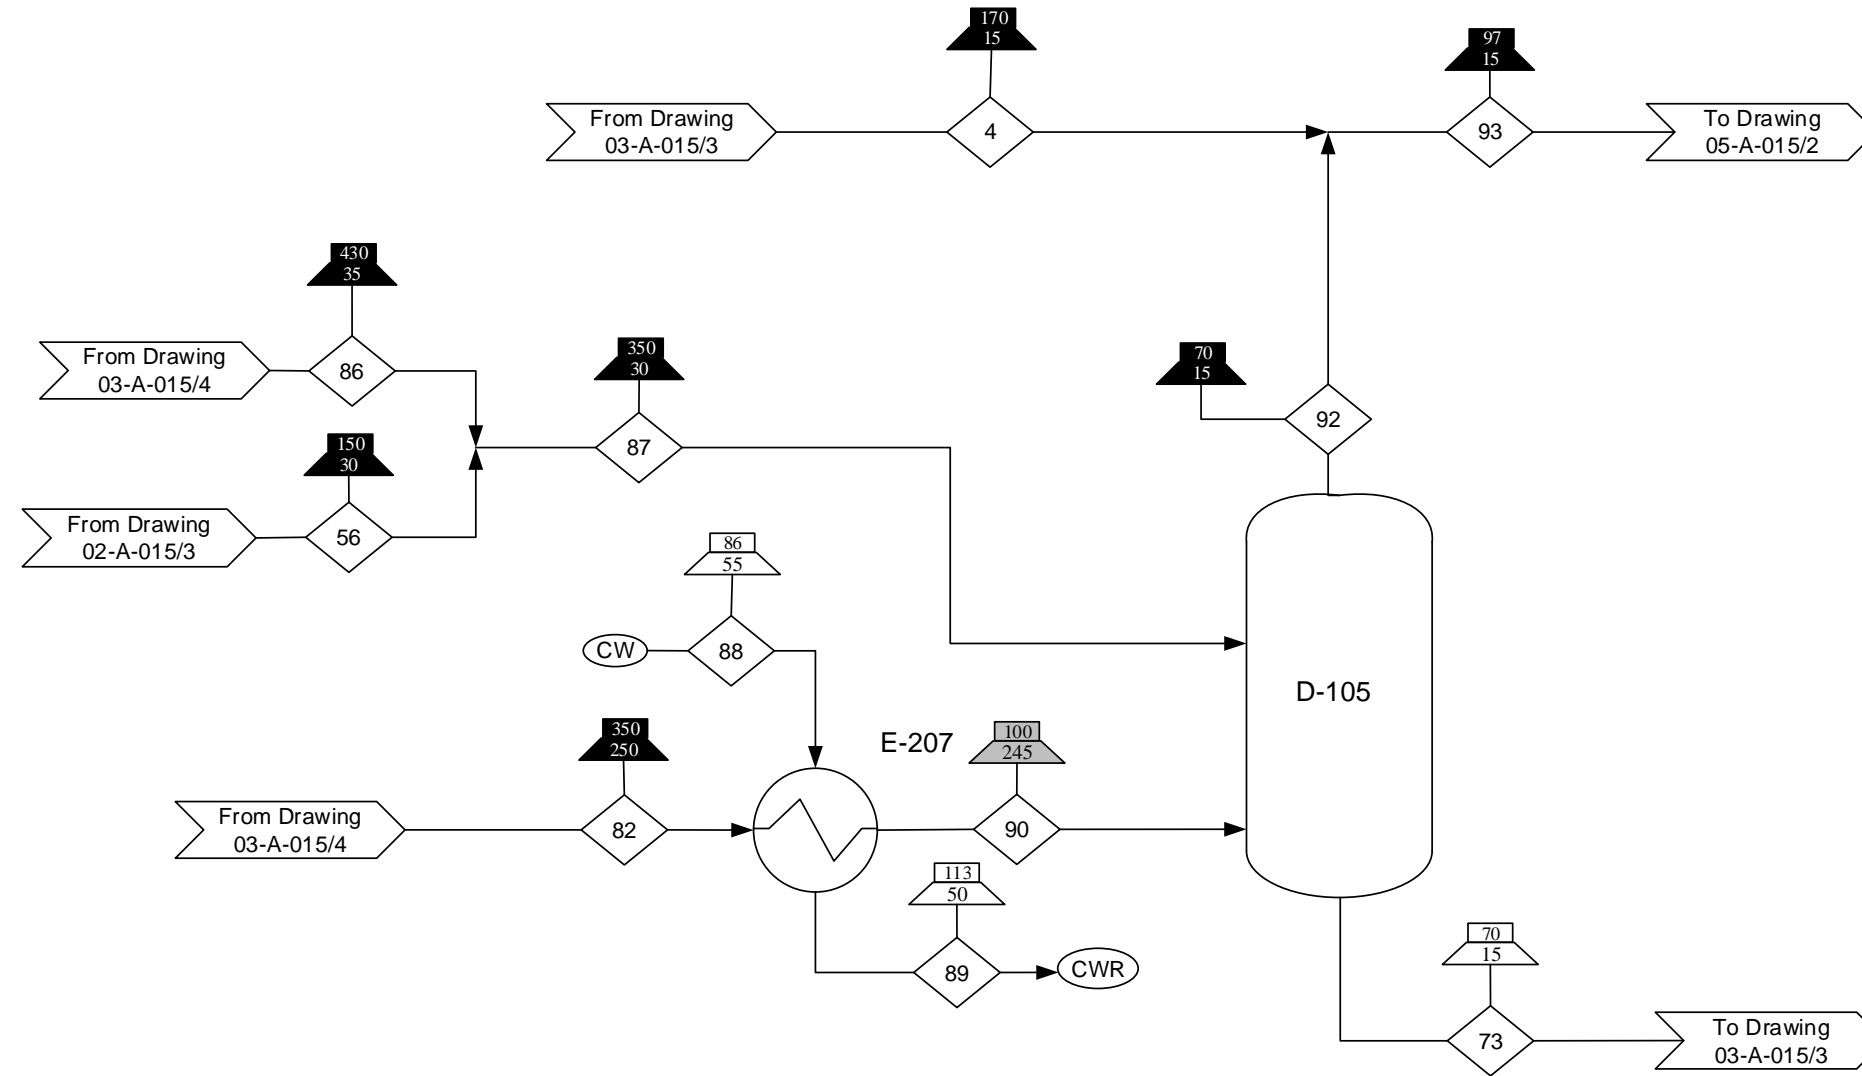 170
15
97
15
From Drawing
03-A-015/3
4
93
To Drawing
05-A-015/2
430
35
From Drawing
03-A-015/4
86
350
30
70
15
92
87
150
30
From Drawing
02-A-015/3
56
86
55
CW
88
D-105
350
250
E-207
100
245
From Drawing
03-A-015/4
82
90
113
50
89
CWR
70
15
73
To Drawing
03-A-015/3